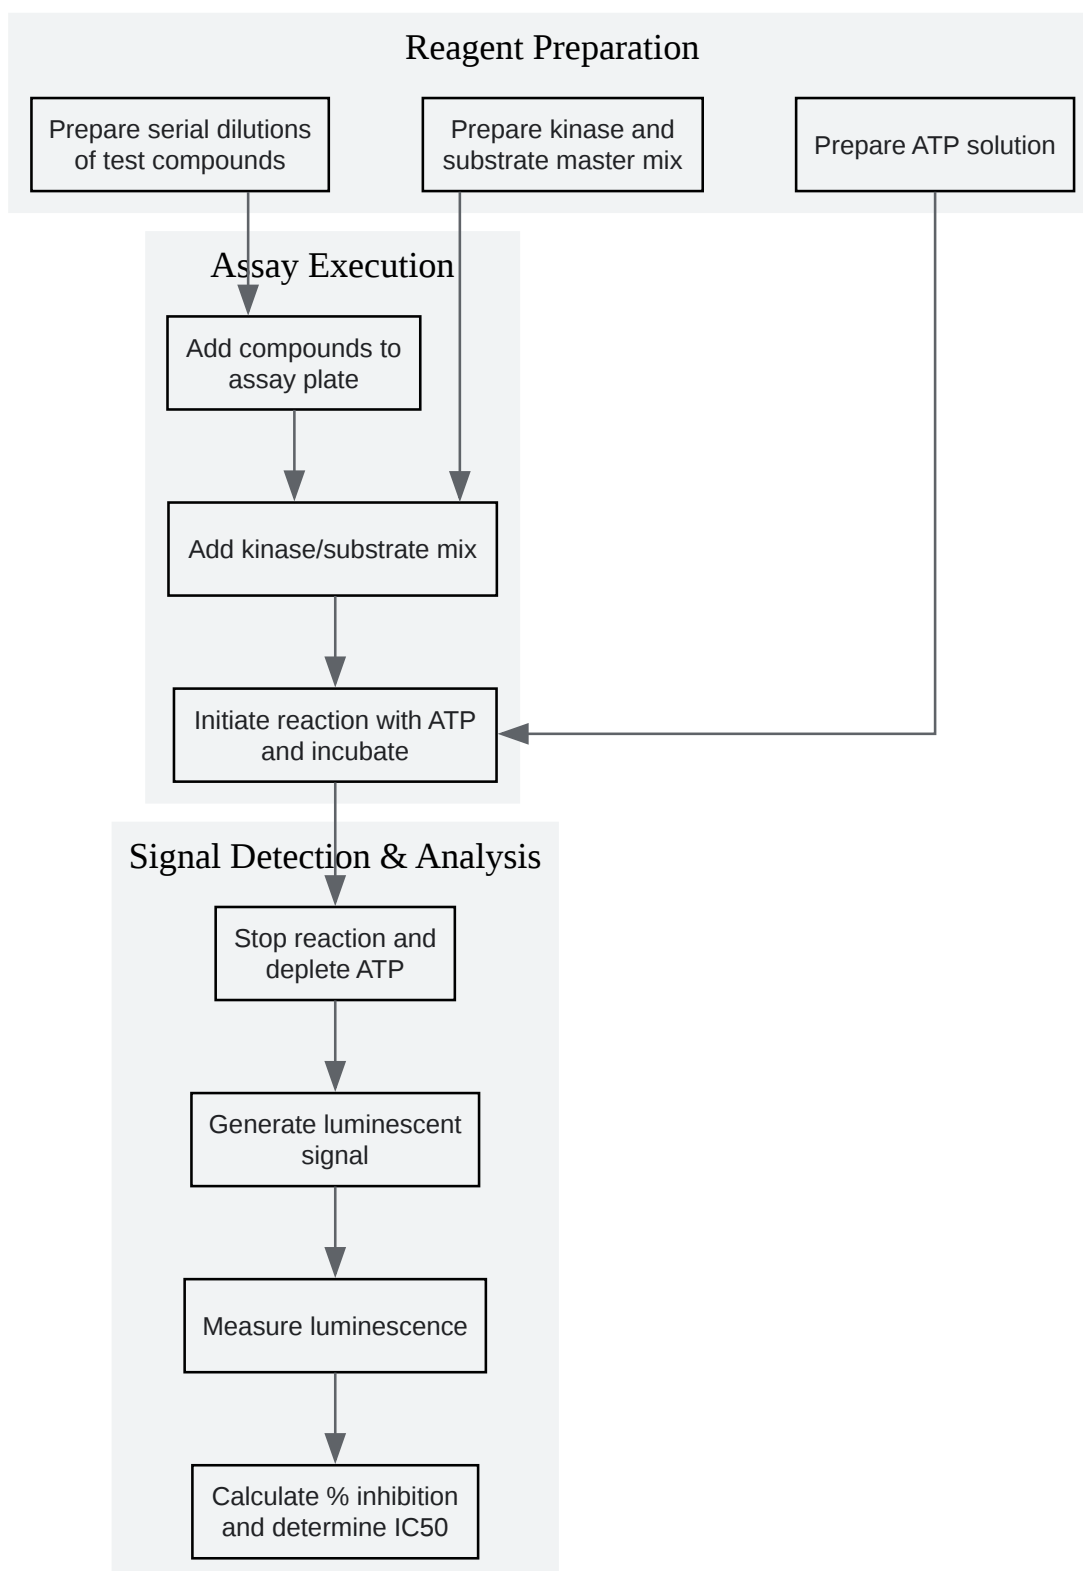 Reagent Preparation
Prepare serial dilutions
of test compounds
Prepare kinase and
substrate master mix
Prepare ATP solution
Assay Execution
Add compounds to
assay plate
Add kinase/substrate mix
Initiate reaction with ATP
and incubate
Signal Detection & Analysis
Stop reaction and
deplete ATP
Generate luminescent
signal
Measure luminescence
Calculate % inhibition
and determine IC50